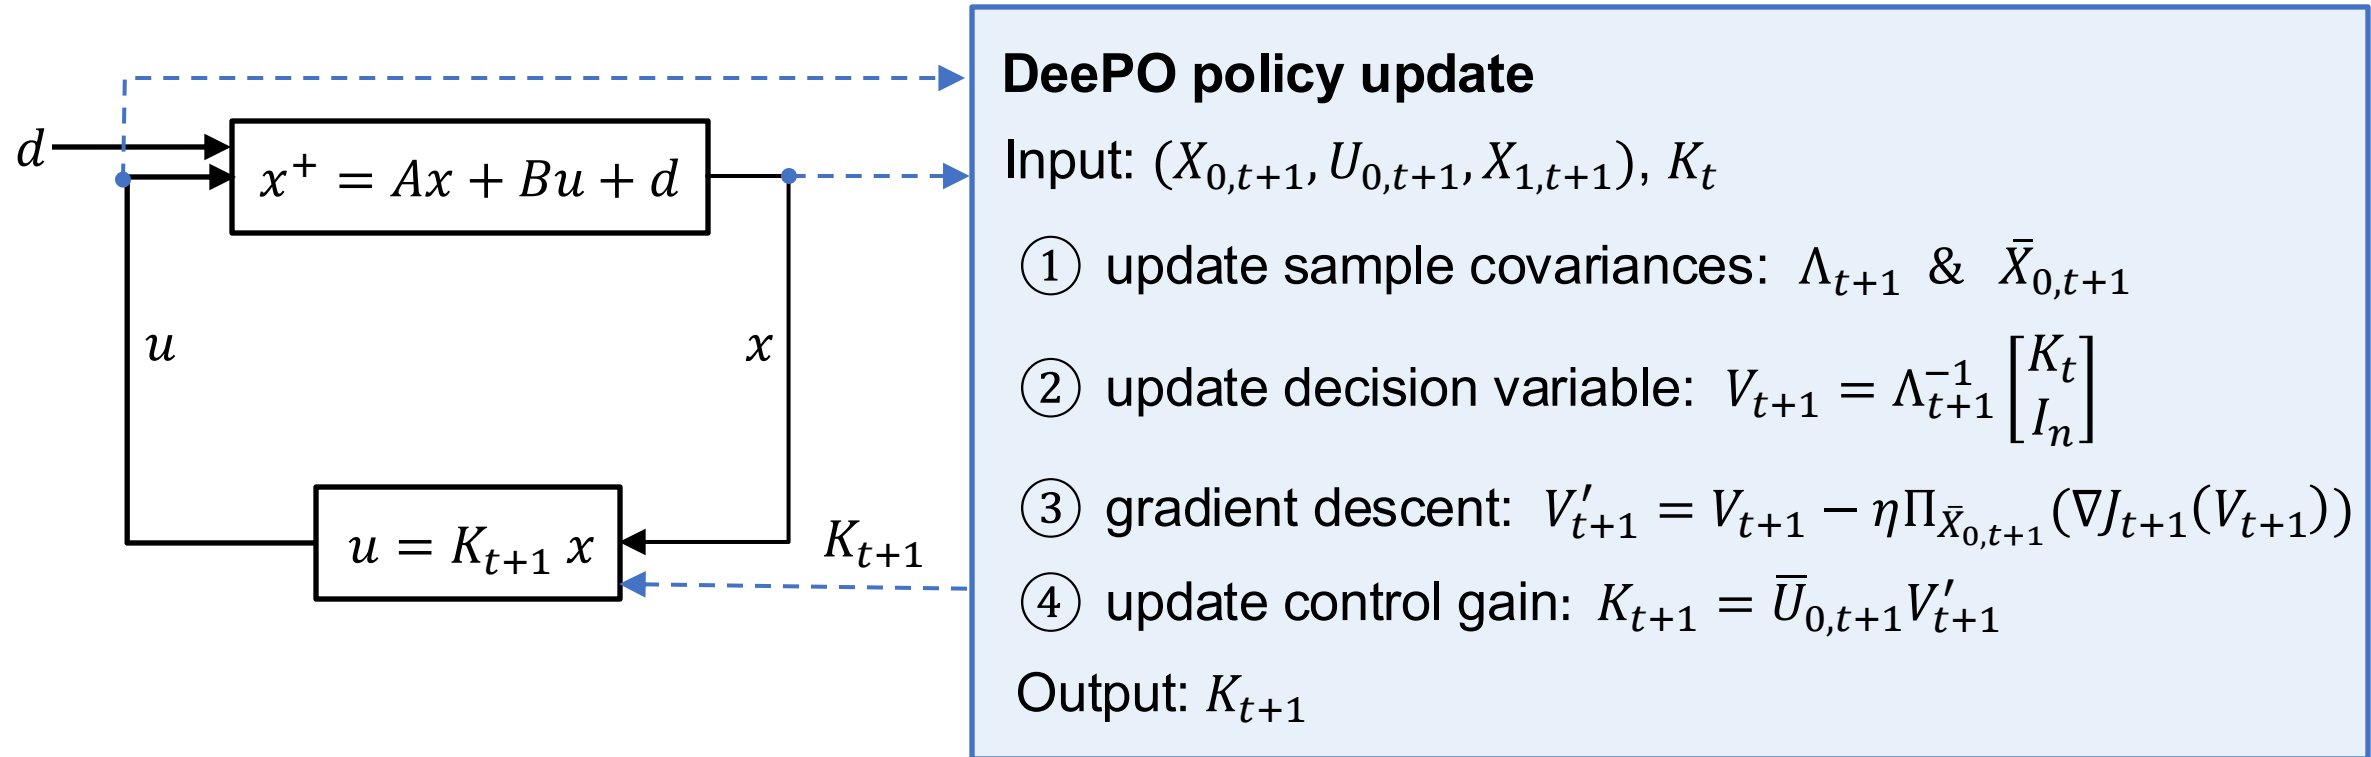 d
x⁺ = Ax + Bu + d
u
x
u = K_{t+1} x
K_{t+1}
DeePO policy update
Input: (X_{0,t+1}, U_{0,t+1}, X_{1,t+1}), K_t
① update sample covariances: Λ_{t+1} & X̄_{0,t+1}
② update decision variable: V_{t+1} = Λ_{t+1}^{-1} [K_t; I_n]
③ gradient descent: V′_{t+1} = V_{t+1} − ηΠ_{X̄_{0,t+1}}(∇J_{t+1}(V_{t+1}))
④ update control gain: K_{t+1} = U̅_{0,t+1}V′_{t+1}
Output: K_{t+1}